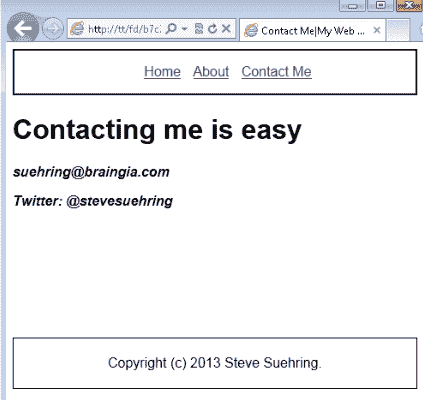 http://tt/fd/b7c
Contact Me|My Web ...
Home About Contact Me
Contacting me is easy
suehring@braingia.com
Twitter: @stevesuehring
Copyright (c) 2013 Steve Suehring.